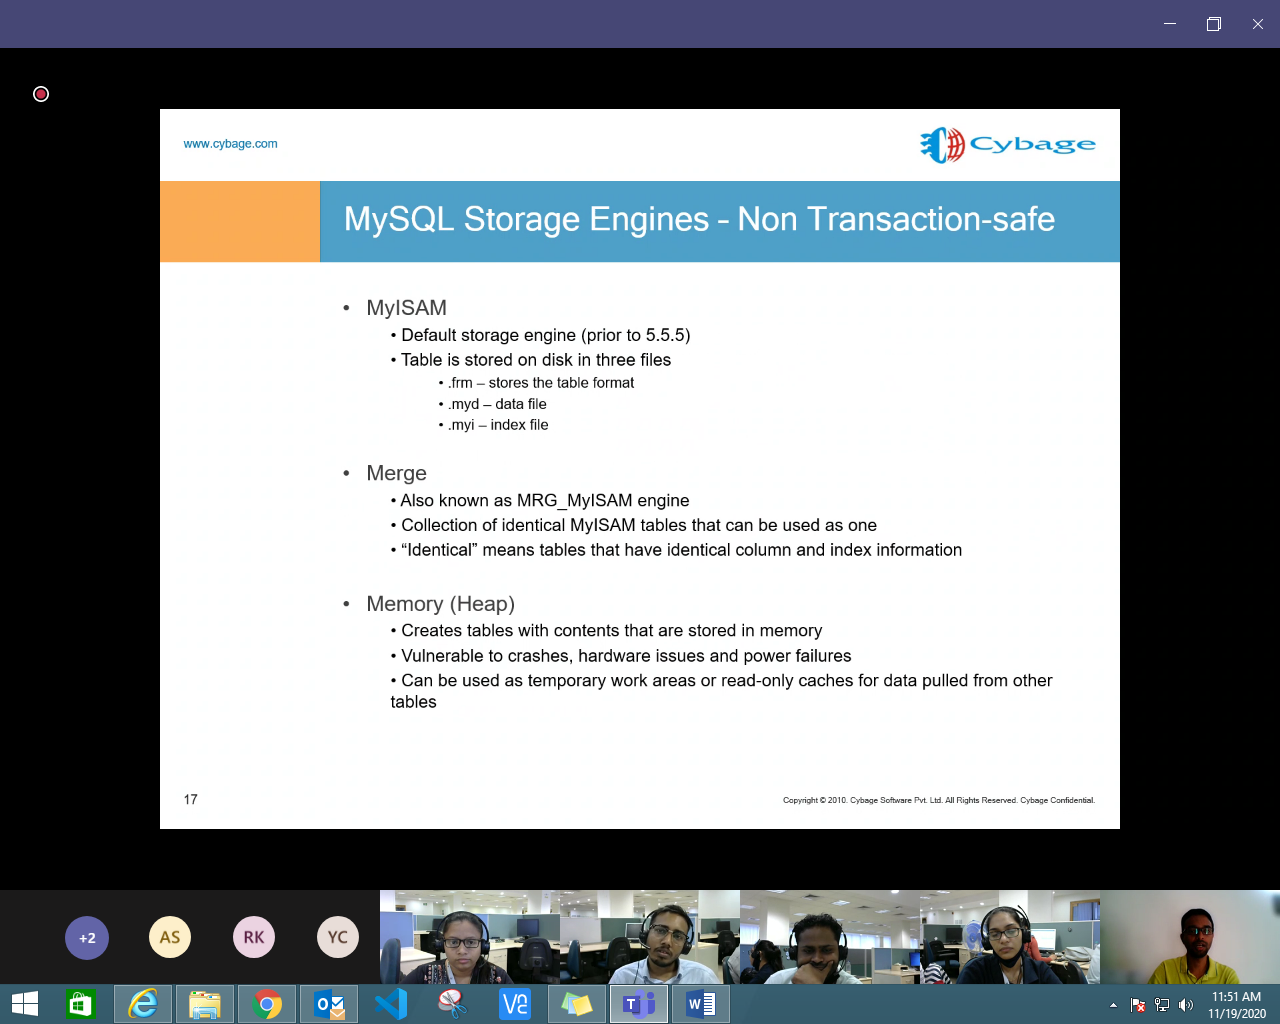 www.cybage.com
Cybage
MySQL Storage Engines - Non Transaction-safe
• MyISAM
• Default storage engine (prior to 5.5.5)
• Table is stored on disk in three files
• .frm – stores the table format
• .myd – data file
• .myi – index file
• Merge
• Also known as MRG_MyISAM engine
• Collection of identical MyISAM tables that can be used as one
• “Identical” means tables that have identical column and index information
• Memory (Heap)
• Creates tables with contents that are stored in memory
• Vulnerable to crashes, hardware issues and power failures
• Can be used as temporary work areas or read-only caches for data pulled from other
tables
17
Copyright © 2010. Cybage Software Pvt. Ltd. All Rights Reserved. Cybage Confidential.
+2
AS
RK
YC
11:51 AM
11/19/2020